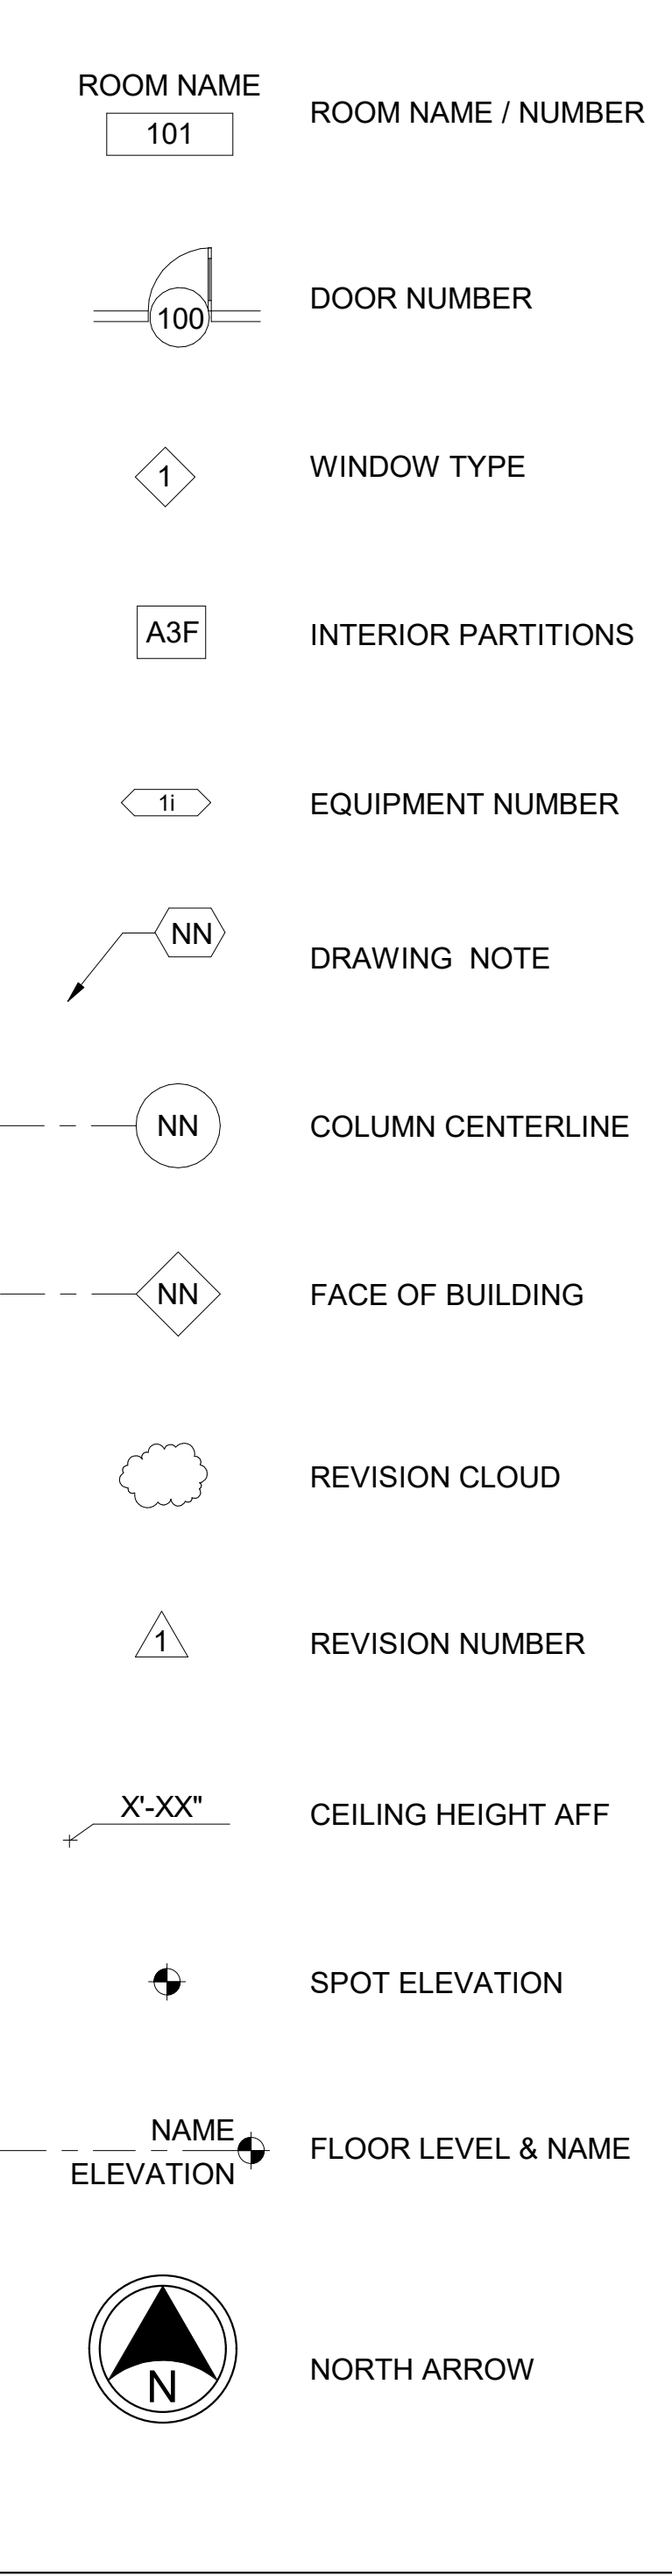 ROOM NAME
101
ROOM NAME / NUMBER
100
DOOR NUMBER
1
WINDOW TYPE
A3F
INTERIOR PARTITIONS
1i
EQUIPMENT NUMBER
NN
DRAWING NOTE
NN
COLUMN CENTERLINE
NN
FACE OF BUILDING
REVISION CLOUD
1
REVISION NUMBER
X'-XX"
CEILING HEIGHT AFF
SPOT ELEVATION
NAME
ELEVATION
FLOOR LEVEL & NAME
N
NORTH ARROW